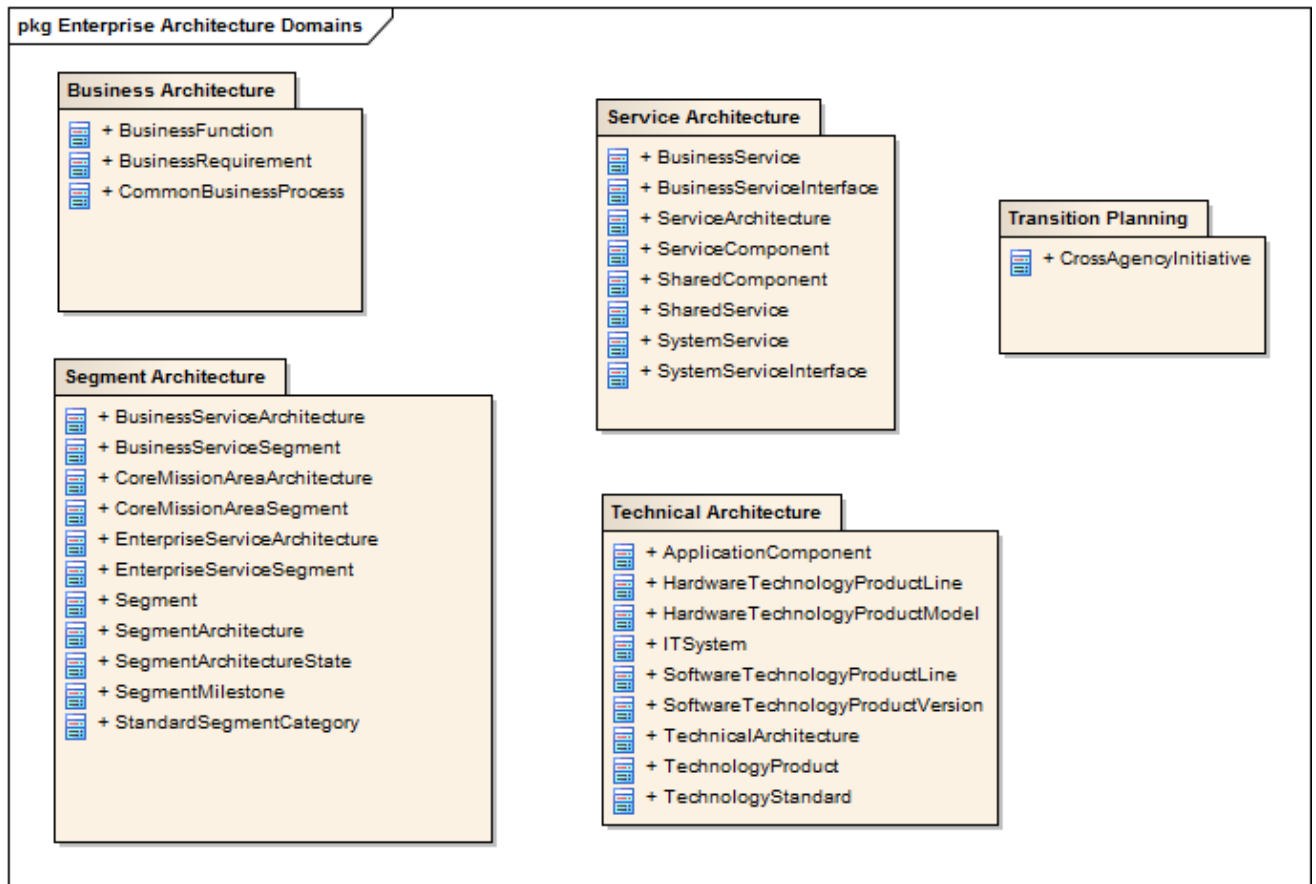 pkg Enterprise Architecture Domains
Business Architecture
+ BusinessFunction
+ BusinessRequirement
+ CommonBusinessProcess
Service Architecture
+ BusinessService
+ BusinessServiceInterface
+ ServiceArchitecture
+ ServiceComponent
+ SharedComponent
+ SharedService
+ SystemService
+ SystemServiceInterface
Transition Planning
+ CrossAgencyInitiative
Segment Architecture
+ BusinessServiceArchitecture
+ BusinessServiceSegment
+ CoreMissionAreaArchitecture
+ CoreMissionAreaSegment
+ EnterpriseServiceArchitecture
+ EnterpriseServiceSegment
+ Segment
+ SegmentArchitecture
+ SegmentArchitectureState
+ SegmentMilestone
+ StandardSegmentCategory
Technical Architecture
+ ApplicationComponent
+ HardwareTechnologyProductLine
+ HardwareTechnologyProductModel
+ ITSystem
+ SoftwareTechnologyProductLine
+ SoftwareTechnologyProductVersion
+ TechnicalArchitecture
+ TechnologyProduct
+ TechnologyStandard